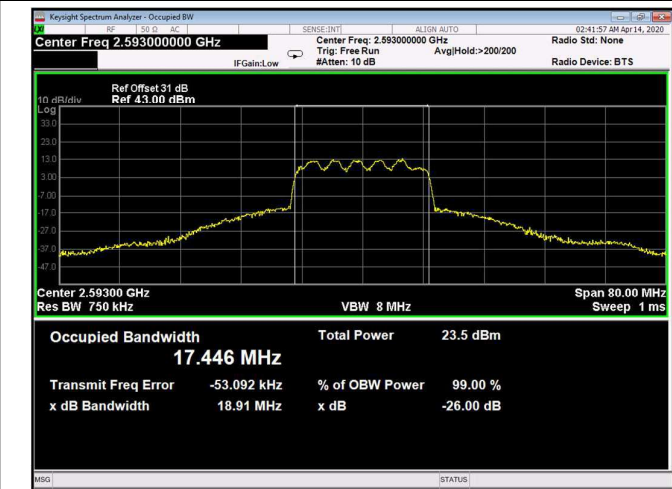 Keysight Spectrum Analyzer - Occupied BW
RF 50 Ω AC SENSE:INT ALIGN AUTO 02:41:57 AM Apr 14, 2020
Center Freq 2.593000000 GHz Center Freq: 2.593000000 GHz Radio Std: None
Trig: Free Run Avg|Hold:>200/200
IFGain:Low #Atten: 10 dB Radio Device: BTS
Ref Offset 31 dB
10 dB/div Ref 43.00 dBm
Log
33.0
23.0
13.0
3.00
-7.00
-17.0
-27.0
-37.0
-47.0
Center 2.59300 GHz Span 80.00 MHz
Res BW 750 kHz VBW 8 MHz Sweep 1 ms
Occupied Bandwidth Total Power 23.5 dBm
17.446 MHz
Transmit Freq Error -53.092 kHz % of OBW Power 99.00 %
x dB Bandwidth 18.91 MHz x dB -26.00 dB
MSG STATUS